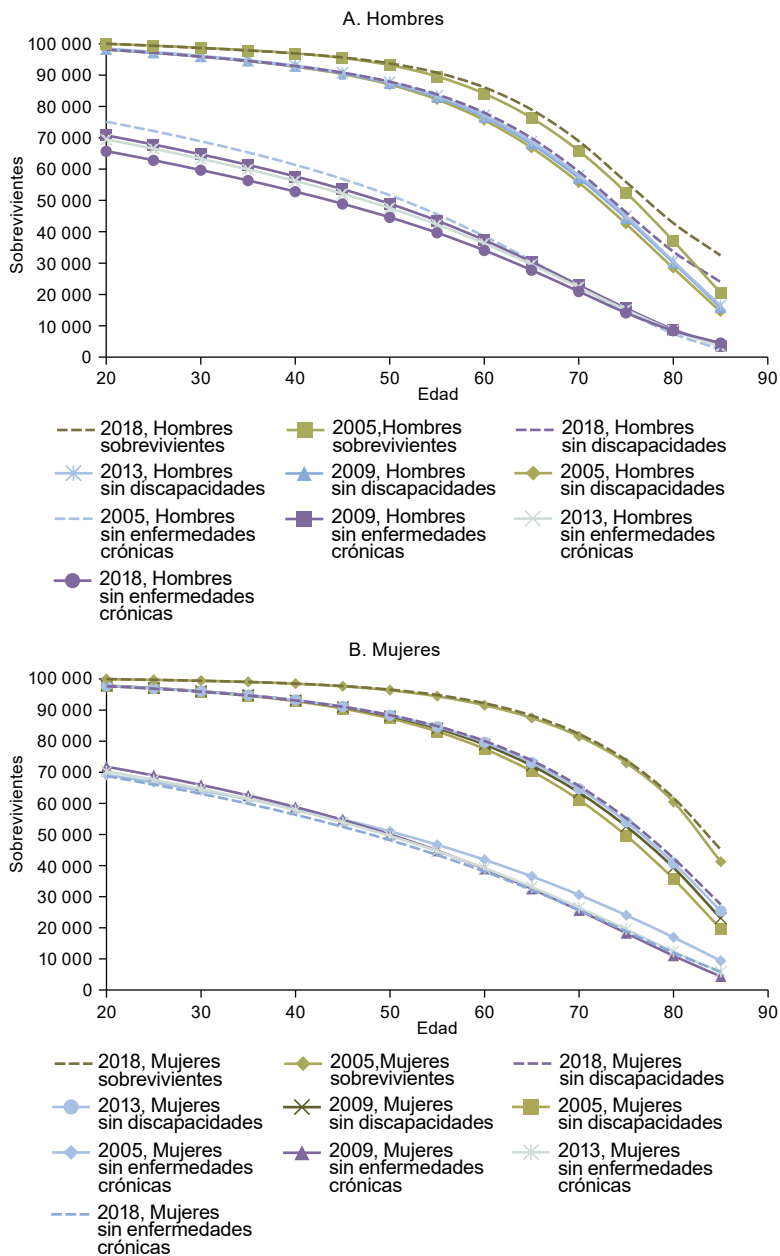 A. Hombres
100 000
90 000
80 000
70 000
60 000
50 000
40 000
30 000
20 000
10 000
0
Sobrevivientes
20 30 40 50 60 70 80 90
Edad
2018, Hombres
sobrevivientes
2005,Hombres
sobrevivientes
2018, Hombres
sin discapacidades
2013, Hombres
sin discapacidades
2009, Hombres
sin discapacidades
2005, Hombres
sin discapacidades
2005, Hombres
sin enfermedades
crónicas
2009, Hombres
sin enfermedades
crónicas
2013, Hombres
sin enfermedades
crónicas
2018, Hombres
sin enfermedades
crónicas
B. Mujeres
100 000
90 000
80 000
70 000
60 000
50 000
40 000
30 000
20 000
10 000
0
Sobrevivientes
20 30 40 50 60 70 80 90
Edad
2018, Mujeres
sobrevivientes
2005,Mujeres
sobrevivientes
2018, Mujeres
sin discapacidades
2013, Mujeres
sin discapacidades
2009, Mujeres
sin discapacidades
2005, Mujeres
sin discapacidades
2005, Mujeres
sin enfermedades
crónicas
2009, Mujeres
sin enfermedades
crónicas
2013, Mujeres
sin enfermedades
crónicas
2018, Mujeres
sin enfermedades
crónicas